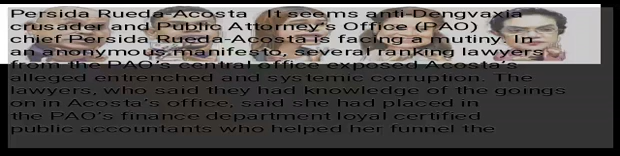 Persida Rueda-Acosta  It seems anti-Dengvaxia
crusader and Public Attorney's Office (PAO)
chief Persida Rueda-Acosta is facing a mutiny. In
an anonymous manifesto, several ranking lawyers
from the PAO's central office exposed Acosta's
alleged entrenched and systemic corruption. The
lawyers, who said they had knowledge of the goings
on in Acosta's office, said she had placed in
the PAO's finance department loyal certified
public accountants who helped her funnel the